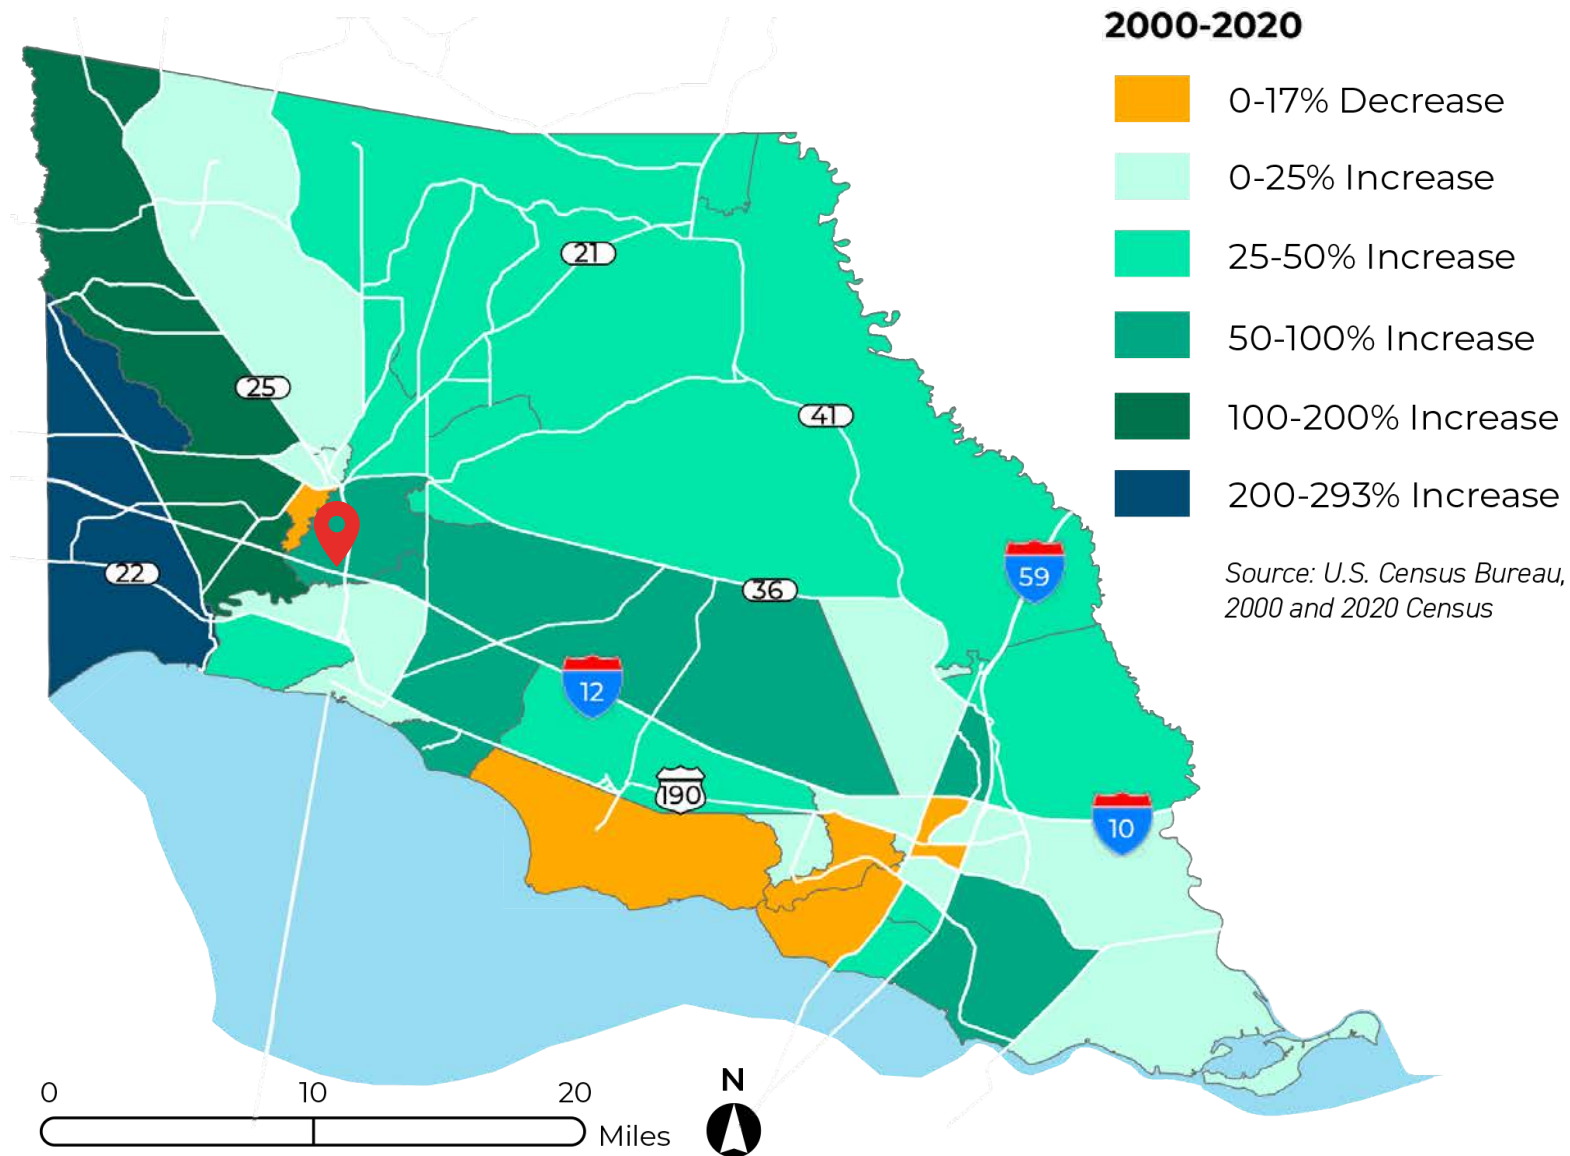 2000-2020
0-17% Decrease
0-25% Increase
25-50% Increase
50-100% Increase
100-200% Increase
200-293% Increase
Source: U.S. Census Bureau,
2000 and 2020 Census
21
25
41
59
22
36
12
190
10
0 10 20
Miles
N